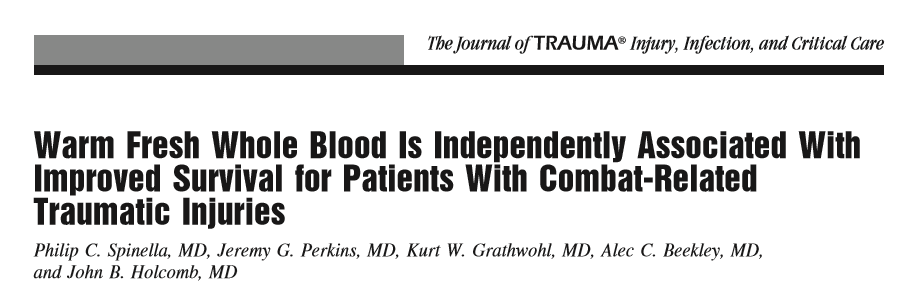 The Journal of TRAUMA® Injury, Infection, and Critical Care
Warm Fresh Whole Blood Is Independently Associated With
Improved Survival for Patients With Combat-Related
Traumatic Injuries
Philip C. Spinella, MD, Jeremy G. Perkins, MD, Kurt W. Grathwohl, MD, Alec C. Beekley, MD,
and John B. Holcomb, MD